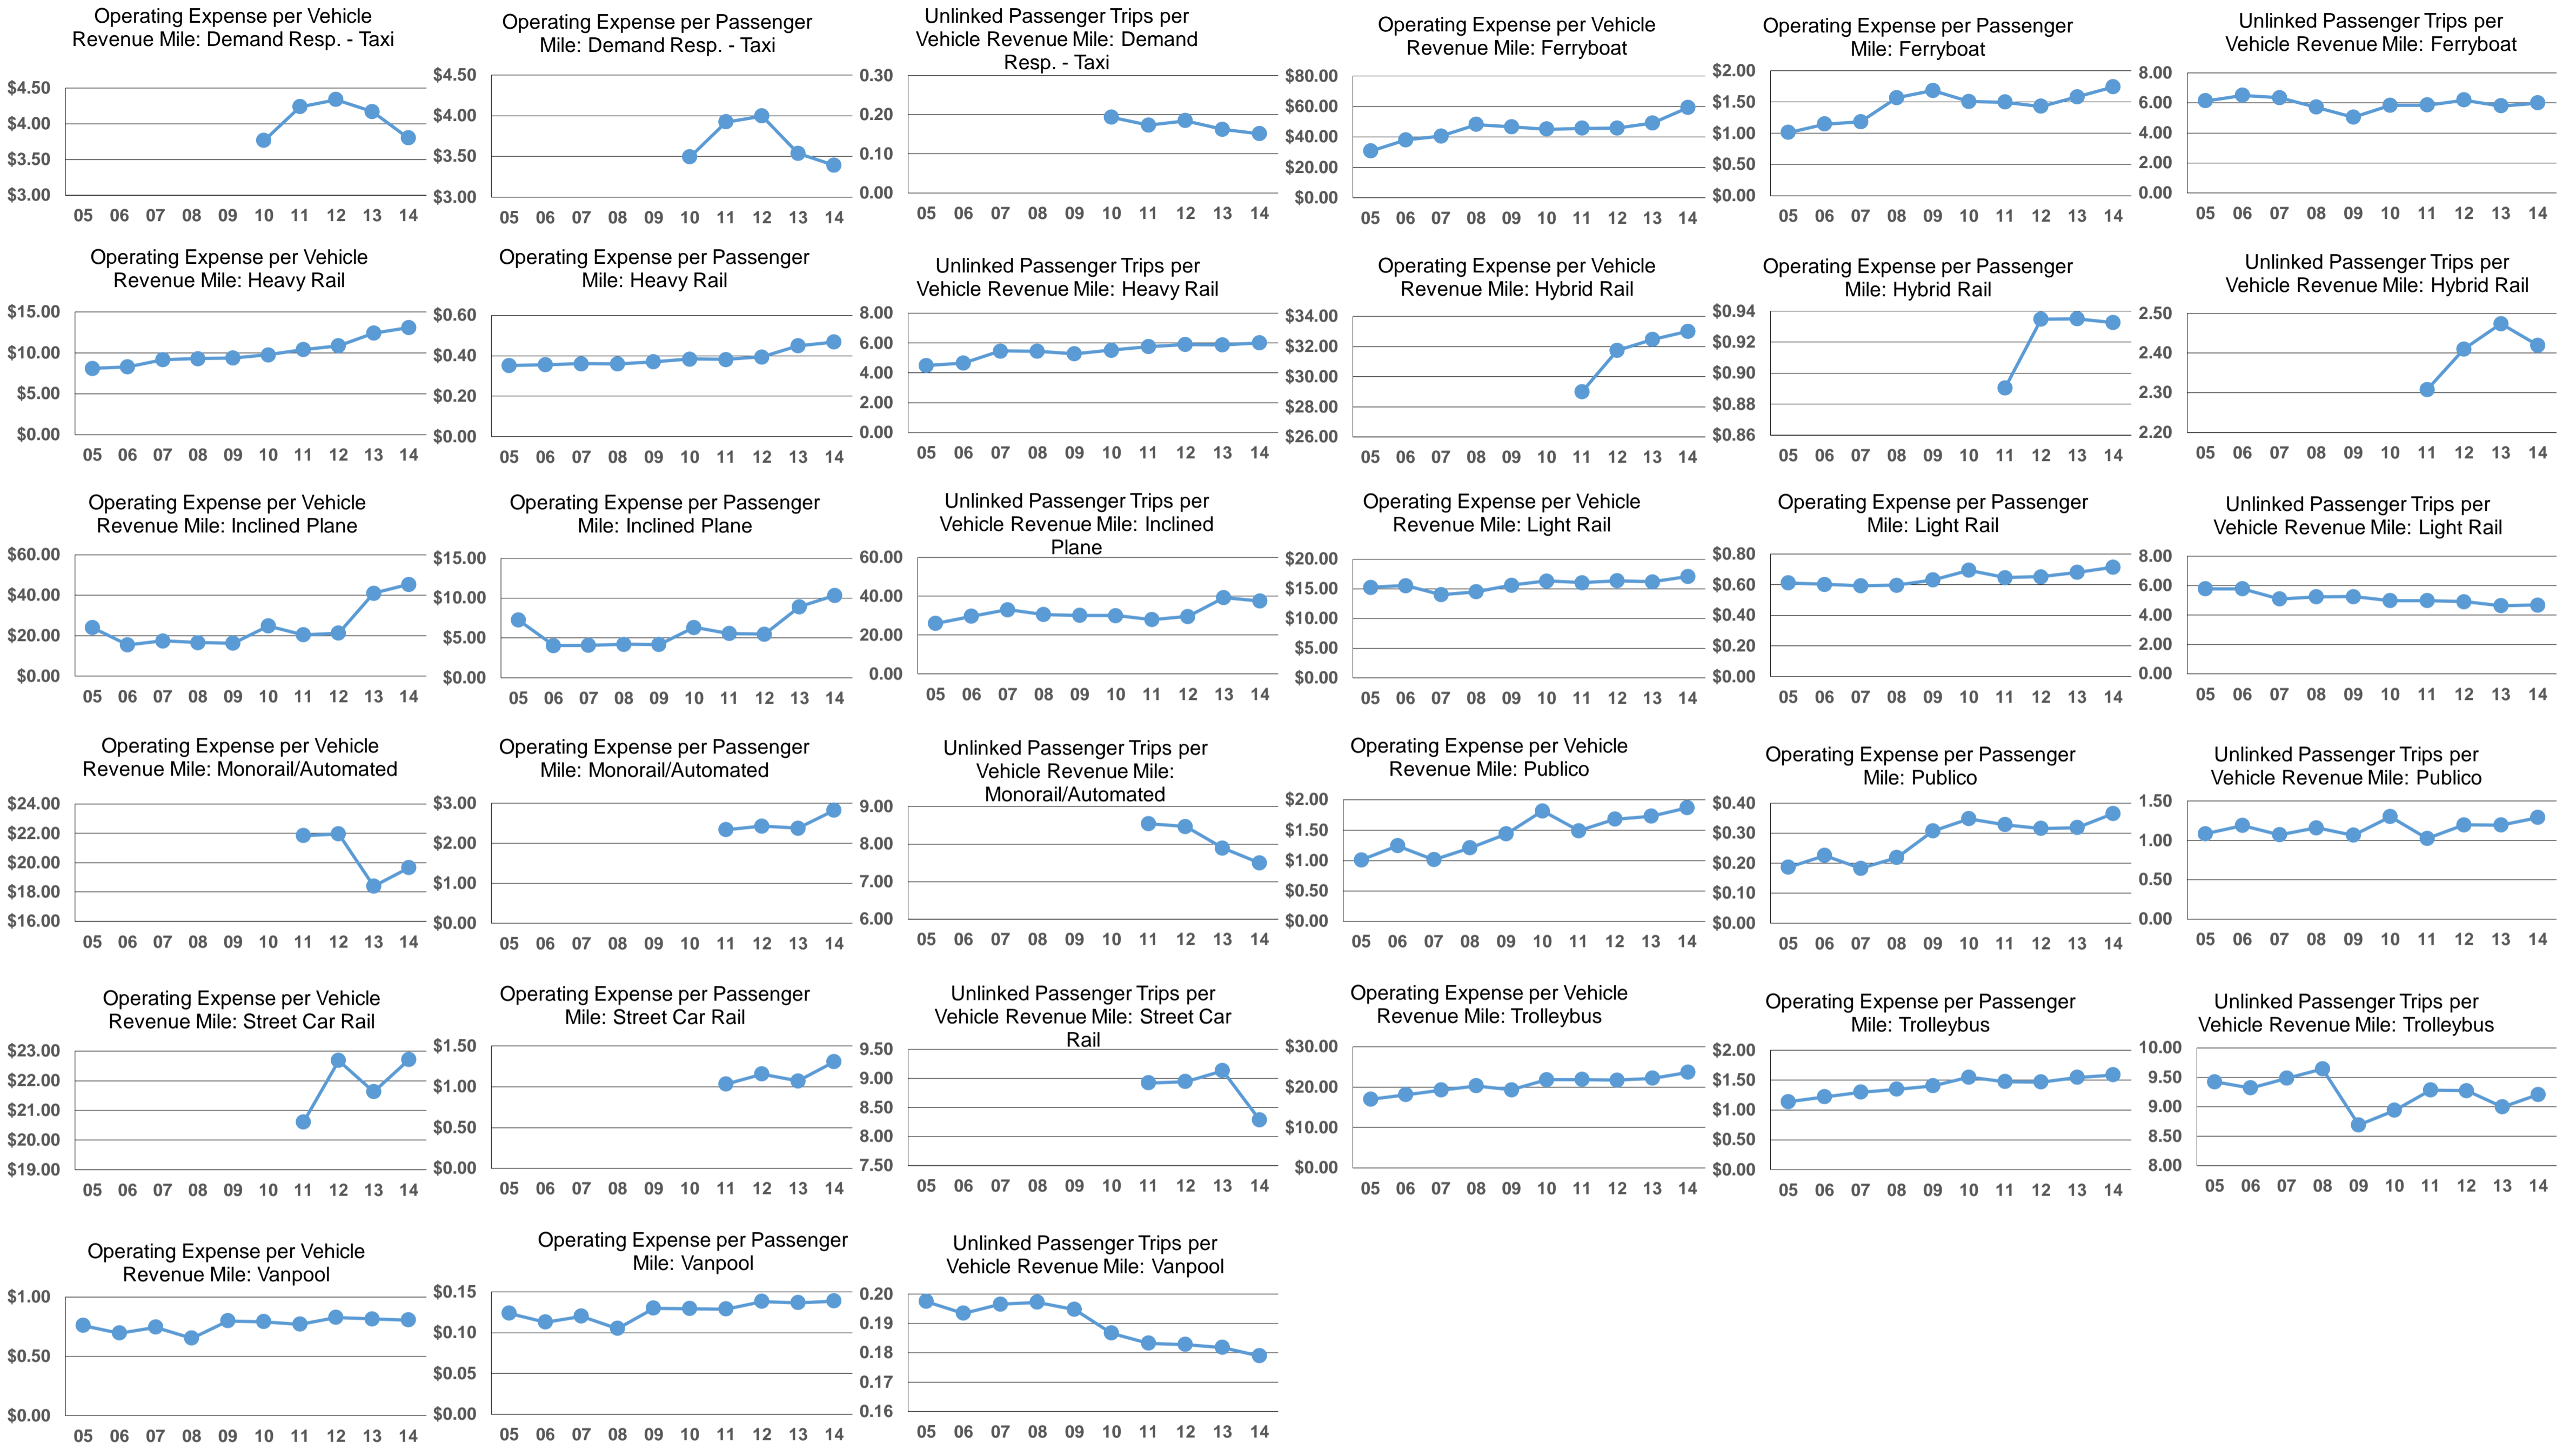 Operating Expense per Vehicle
Revenue Mile: Demand Resp. - Taxi
$4.50
$4.00
$3.50
$3.00
05 06 07 08 09 10 11 12 13 14
Operating Expense per Passenger
Mile: Demand Resp. - Taxi
$4.50
$4.00
$3.50
$3.00
05 06 07 08 09 10 11 12 13 14
Unlinked Passenger Trips per
Vehicle Revenue Mile: Demand
Resp. - Taxi
0.30
0.20
0.10
0.00
05 06 07 08 09 10 11 12 13 14
Operating Expense per Vehicle
Revenue Mile: Ferryboat
$80.00
$60.00
$40.00
$20.00
$0.00
05 06 07 08 09 10 11 12 13 14
Operating Expense per Passenger
Mile: Ferryboat
$2.00
$1.50
$1.00
$0.50
$0.00
05 06 07 08 09 10 11 12 13 14
Unlinked Passenger Trips per
Vehicle Revenue Mile: Ferryboat
8.00
6.00
4.00
2.00
0.00
05 06 07 08 09 10 11 12 13 14
Operating Expense per Vehicle
Revenue Mile: Heavy Rail
$15.00
$10.00
$5.00
$0.00
05 06 07 08 09 10 11 12 13 14
Operating Expense per Passenger
Mile: Heavy Rail
$0.60
$0.40
$0.20
$0.00
05 06 07 08 09 10 11 12 13 14
Unlinked Passenger Trips per
Vehicle Revenue Mile: Heavy Rail
8.00
6.00
4.00
2.00
0.00
05 06 07 08 09 10 11 12 13 14
Operating Expense per Vehicle
Revenue Mile: Hybrid Rail
$34.00
$32.00
$30.00
$28.00
$26.00
05 06 07 08 09 10 11 12 13 14
Operating Expense per Passenger
Mile: Hybrid Rail
$0.94
$0.92
$0.90
$0.88
$0.86
05 06 07 08 09 10 11 12 13 14
Unlinked Passenger Trips per
Vehicle Revenue Mile: Hybrid Rail
2.50
2.40
2.30
2.20
05 06 07 08 09 10 11 12 13 14
Operating Expense per Vehicle
Revenue Mile: Inclined Plane
$60.00
$40.00
$20.00
$0.00
05 06 07 08 09 10 11 12 13 14
Operating Expense per Passenger
Mile: Inclined Plane
$15.00
$10.00
$5.00
$0.00
05 06 07 08 09 10 11 12 13 14
Unlinked Passenger Trips per
Vehicle Revenue Mile: Inclined
Plane
60.00
40.00
20.00
0.00
05 06 07 08 09 10 11 12 13 14
Operating Expense per Vehicle
Revenue Mile: Light Rail
$20.00
$15.00
$10.00
$5.00
$0.00
05 06 07 08 09 10 11 12 13 14
Operating Expense per Passenger
Mile: Light Rail
$0.80
$0.60
$0.40
$0.20
$0.00
05 06 07 08 09 10 11 12 13 14
Unlinked Passenger Trips per
Vehicle Revenue Mile: Light Rail
8.00
6.00
4.00
2.00
0.00
05 06 07 08 09 10 11 12 13 14
Operating Expense per Vehicle
Revenue Mile: Monorail/Automated
$24.00
$22.00
$20.00
$18.00
$16.00
05 06 07 08 09 10 11 12 13 14
Operating Expense per Passenger
Mile: Monorail/Automated
$3.00
$2.00
$1.00
$0.00
05 06 07 08 09 10 11 12 13 14
Unlinked Passenger Trips per
Vehicle Revenue Mile:
Monorail/Automated
9.00
8.00
7.00
6.00
05 06 07 08 09 10 11 12 13 14
Operating Expense per Vehicle
Revenue Mile: Publico
$2.00
$1.50
$1.00
$0.50
$0.00
05 06 07 08 09 10 11 12 13 14
Operating Expense per Passenger
Mile: Publico
$0.40
$0.30
$0.20
$0.10
$0.00
05 06 07 08 09 10 11 12 13 14
Unlinked Passenger Trips per
Vehicle Revenue Mile: Publico
1.50
1.00
0.50
0.00
05 06 07 08 09 10 11 12 13 14
Operating Expense per Vehicle
Revenue Mile: Street Car Rail
$23.00
$22.00
$21.00
$20.00
$19.00
05 06 07 08 09 10 11 12 13 14
Operating Expense per Passenger
Mile: Street Car Rail
$1.50
$1.00
$0.50
$0.00
05 06 07 08 09 10 11 12 13 14
Unlinked Passenger Trips per
Vehicle Revenue Mile: Street Car
Rail
9.50
9.00
8.50
8.00
7.50
05 06 07 08 09 10 11 12 13 14
Operating Expense per Vehicle
Revenue Mile: Trolleybus
$30.00
$20.00
$10.00
$0.00
05 06 07 08 09 10 11 12 13 14
Operating Expense per Passenger
Mile: Trolleybus
$2.00
$1.50
$1.00
$0.50
$0.00
05 06 07 08 09 10 11 12 13 14
Unlinked Passenger Trips per
Vehicle Revenue Mile: Trolleybus
10.00
9.50
9.00
8.50
8.00
05 06 07 08 09 10 11 12 13 14
Operating Expense per Vehicle
Revenue Mile: Vanpool
$1.00
$0.50
$0.00
05 06 07 08 09 10 11 12 13 14
Operating Expense per Passenger
Mile: Vanpool
$0.15
$0.10
$0.05
$0.00
05 06 07 08 09 10 11 12 13 14
Unlinked Passenger Trips per
Vehicle Revenue Mile: Vanpool
0.20
0.19
0.18
0.17
0.16
05 06 07 08 09 10 11 12 13 14